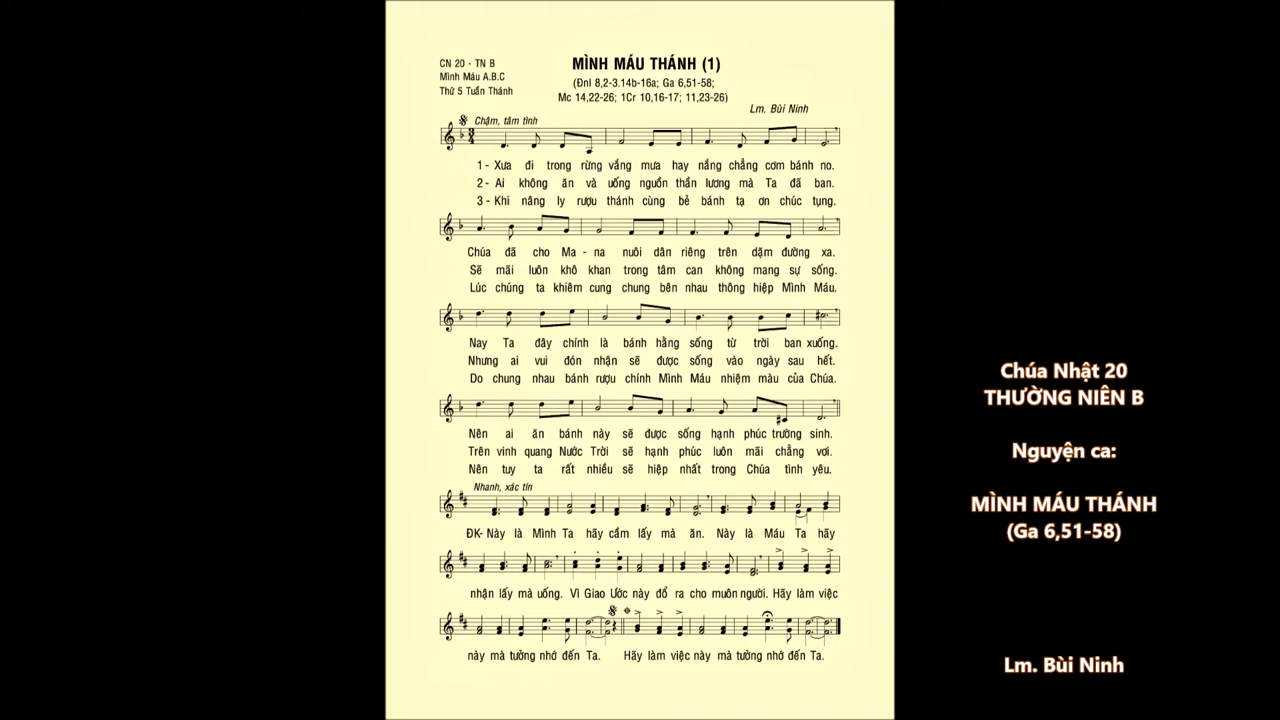 CN 20 - TN B
Mình Máu A.B.C
Thứ 5 Tuần Thánh
MÌNH MÁU THÁNH (1)
(Đnl 8,2-3.14b-16a; Ga 6,51-58;
Mc 14,22-26; 1Cr 10,16-17; 11,23-26)
Lm. Bùi Ninh
Chậm, tâm tình
1- Xưa đi trong rừng vắng mưa hay nắng chẳng cơm bánh no.
2- Ai không ăn và uống nguồn thần lương mà Ta đã ban.
3- Khi nâng ly rượu thánh cùng bẻ bánh tạ ơn chúc tụng.
Chúa đã cho Ma - na nuôi dân riêng trên dặm đường xa.
Sẽ mãi luôn khô khan trong tâm can không mang sự sống.
Lúc chúng ta khiêm cung chung bên nhau thông hiệp Mình Máu.
Nay Ta đây chính là bánh hằng sống từ trời ban xuống.
Nhưng ai vui đón nhận sẽ được sống vào ngày sau hết.
Do chung nhau bánh rượu chính Mình Máu nhiệm màu của Chúa.
Nên ai ăn bánh này sẽ được sống hạnh phúc trường sinh.
Trên vinh quang Nước Trời sẽ hạnh phúc luôn mãi chẳng vơi.
Nên tuy ta rất nhiều sẽ hiệp nhất trong Chúa tình yêu.
Nhanh, xác tín
ĐK- Này là Mình Ta hãy cầm lấy mà ăn. Này là Máu Ta hãy
nhận lấy mà uống. Vì Giao Ước này đổ ra cho muôn người. Hãy làm việc
này mà tưởng nhớ đến Ta. Hãy làm việc này mà tưởng nhớ đến Ta.
Chúa Nhật 20
THƯỜNG NIÊN B
Nguyện ca:
MÌNH MÁU THÁNH
(Ga 6,51-58)
Lm. Bùi Ninh